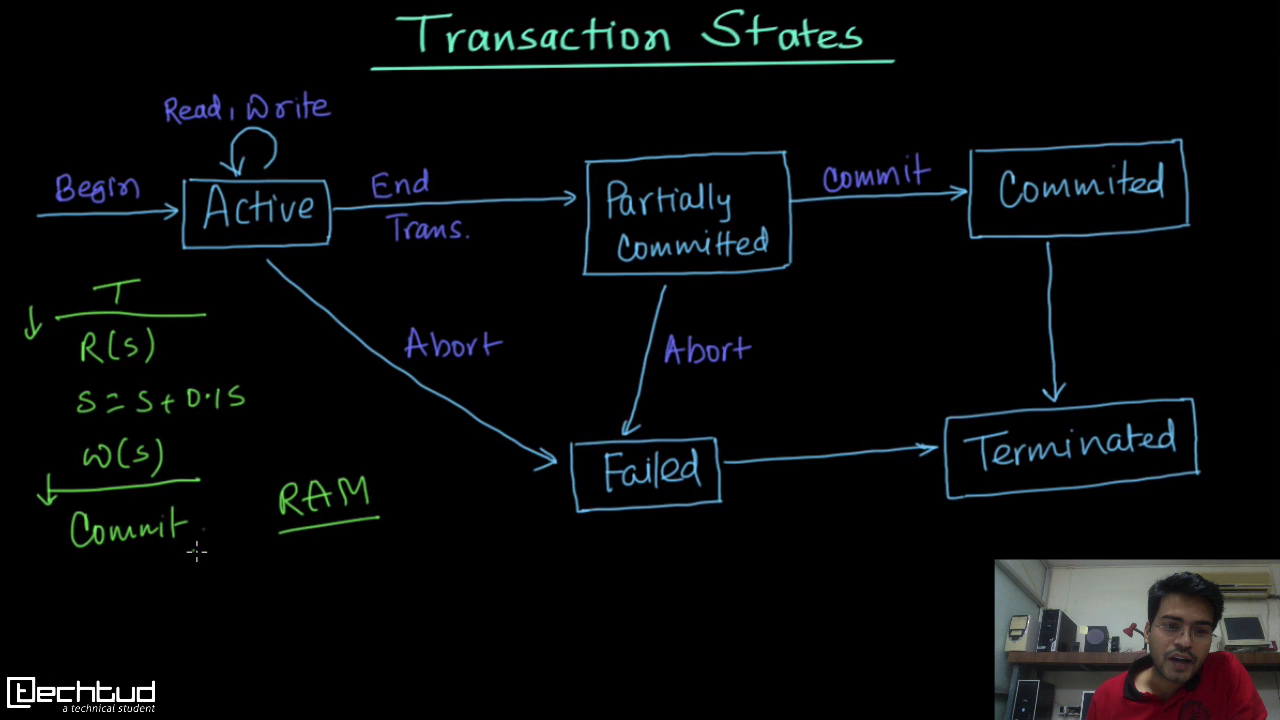 Transaction States
Read, Write
Begin
Active
End
Trans.
Partially
Committed
Commit
Commited
T
R(s)
s = s + 0.1s
W(s)
Commit
RAM
Abort
Abort
Failed
Terminated
techtud
a technical student